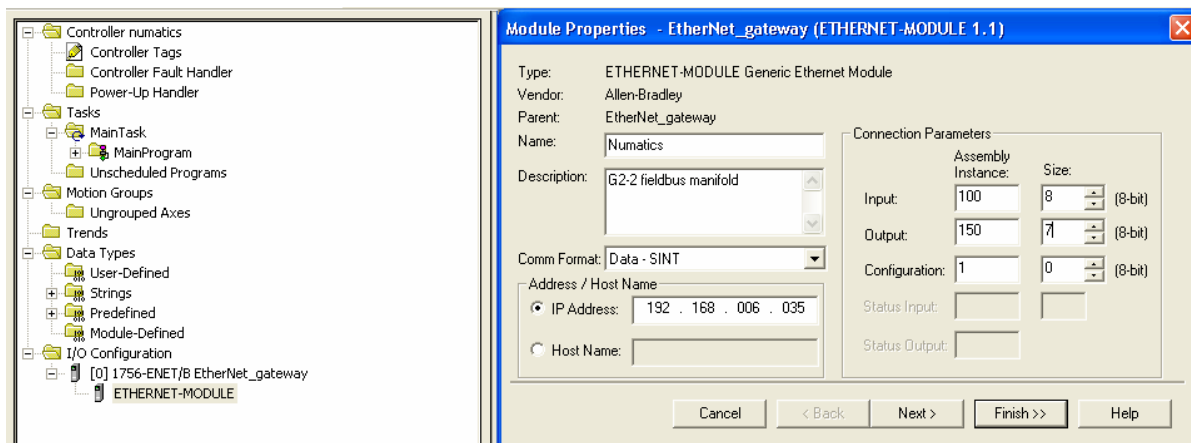 Controller numatics
Controller Tags
Controller Fault Handler
Power-Up Handler
Tasks
MainTask
MainProgram
Unscheduled Programs
Motion Groups
Ungrouped Axes
Trends
Data Types
User-Defined
Strings
Predefined
Module-Defined
I/O Configuration
[0] 1756-ENET/B EtherNet_gateway
ETHERNET-MODULE
Module Properties - EtherNet_gateway (ETHERNET-MODULE 1.1)
Type: ETHERNET-MODULE Generic Ethernet Module
Vendor: Allen-Bradley
Parent: EtherNet_gateway
Name: Numatics
Description: G2-2 fieldbus manifold
Comm Format: Data - SINT
Address / Host Name
IP Address: 192 . 168 . 006 . 035
Host Name:
Connection Parameters
Assembly
Instance: Size:
Input: 100 8 (8-bit)
Output: 150 7 (8-bit)
Configuration: 1 0 (8-bit)
Status Input:
Status Output:
Cancel < Back Next > Finish >> Help